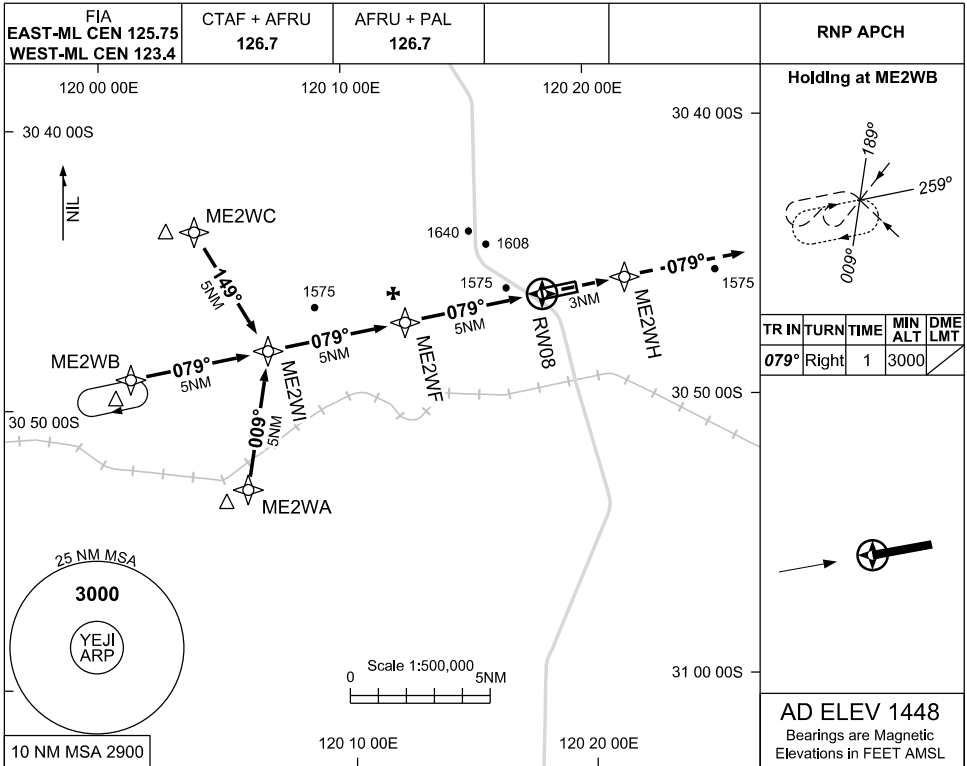 FIA
EAST-ML CEN 125.75
WEST-ML CEN 123.4
CTAF + AFRU
126.7
AFRU + PAL
126.7
RNP APCH
120 00 00E
120 10 00E
120 20 00E
30 40 00S
30 40 00S
NIL
ME2WC
149°
5NM
1640
1608
1575
1575
1575
079°
3NM
ME2WH
079°
5NM
RW08
079°
5NM
ME2WF
ME2WB
079°
5NM
ME2WI
30 50 00S
30 50 00S
009°
5NM
ME2WA
25 NM MSA
3000
YEJI
ARP
10 NM MSA 2900
Scale 1:500,000
0
5NM
31 00 00S
120 10 00E
120 20 00E
Holding at ME2WB
189°
259°
009°
TR IN TURN TIME MIN ALT DME LMT
079° Right 1 3000
AD ELEV 1448
Bearings are Magnetic
Elevations in FEET AMSL